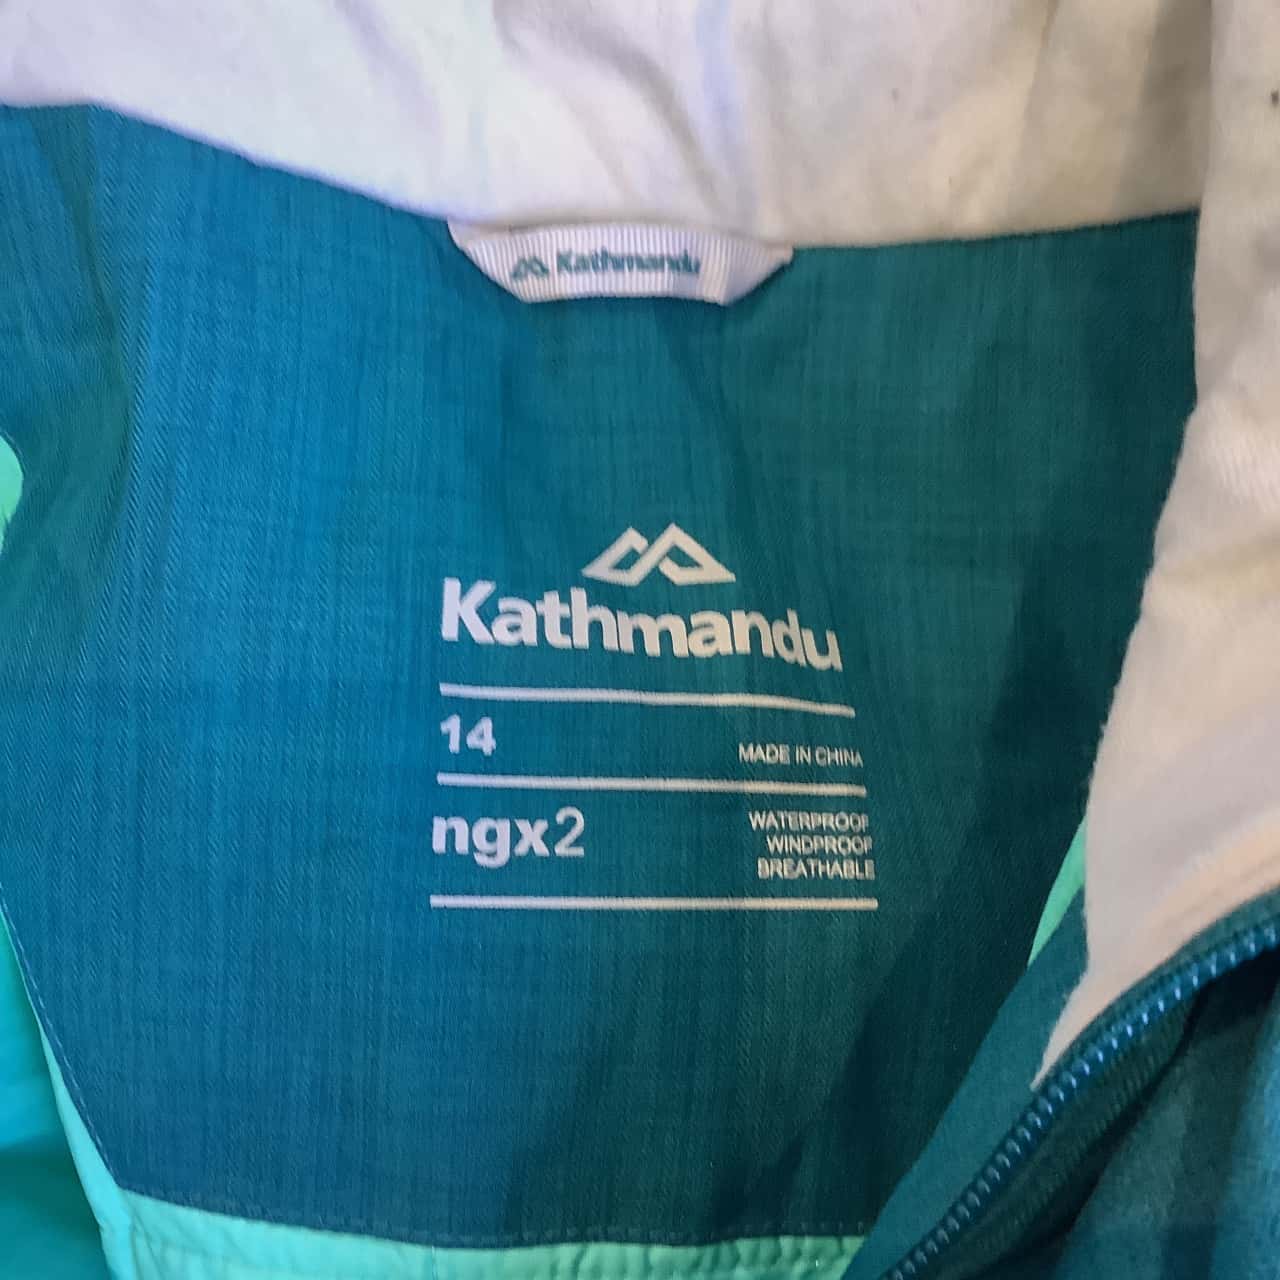 Kathmandu
Kathmandu
14
MADE IN CHINA
ngx2
WATERPROOF
WINDPROOF
BREATHABLE